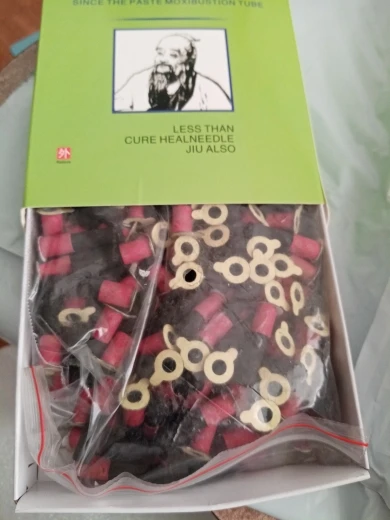 SINCE THE PASTE MOXIBUSTION TUBE
LESS THAN
CURE HEALNEEDLE
JIU ALSO